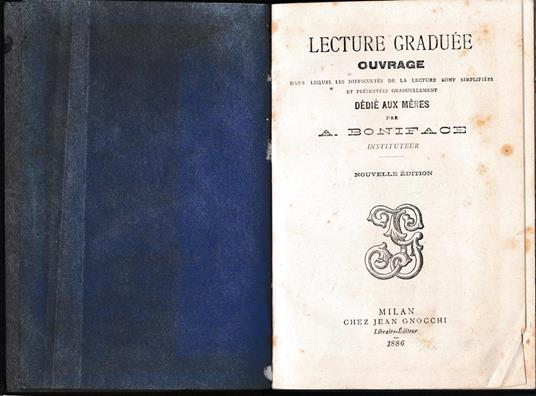 LECTURE GRADUÉE
OUVRAGE
DANS LEQUEL LES DIFFICULTÉS DE LA LECTURE SONT SIMPLIFIÉES
ET PRÉSENTÉES GRADUELLEMENT
DÉDIÉ AUX MÈRES
PAR
A. BONIFACE
INSTITUTEUR
NOUVELLE ÉDITION
MILAN
CHEZ JEAN GNOCCHI
Libraire-Éditeur
1886